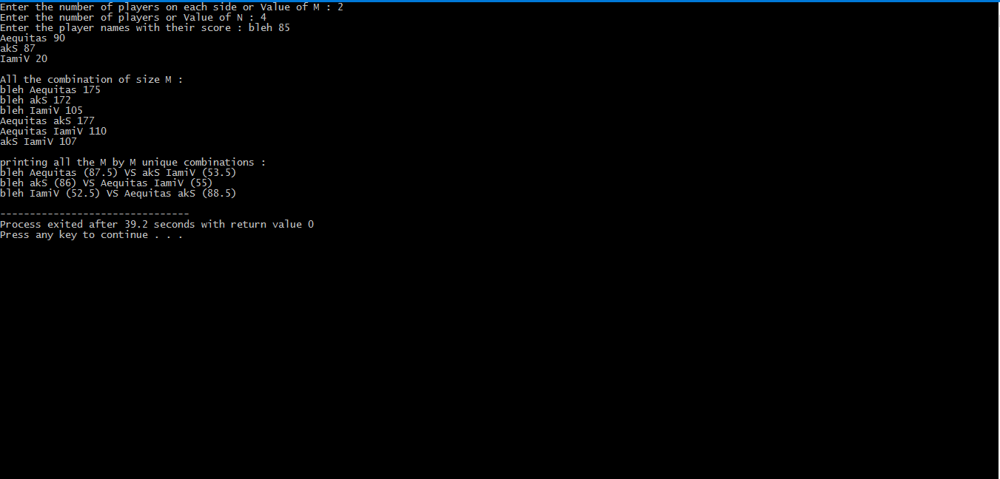 Enter the number of players on each side or Value of M : 2
Enter the number of players or Value of N : 4
Enter the player names with their score : bleh 85
Aequitas 90
akS 87
IamiV 20
All the combination of size M :
bleh Aequitas 175
bleh akS 172
bleh IamiV 105
Aequitas akS 177
Aequitas IamiV 110
akS IamiV 107
printing all the M by M unique combinations :
bleh Aequitas (87.5) VS akS IamiV (53.5)
bleh akS (86) VS Aequitas IamiV (55)
bleh IamiV (52.5) VS Aequitas akS (88.5)
--------------------------------
Process exited after 39.2 seconds with return value 0
Press any key to continue . . .